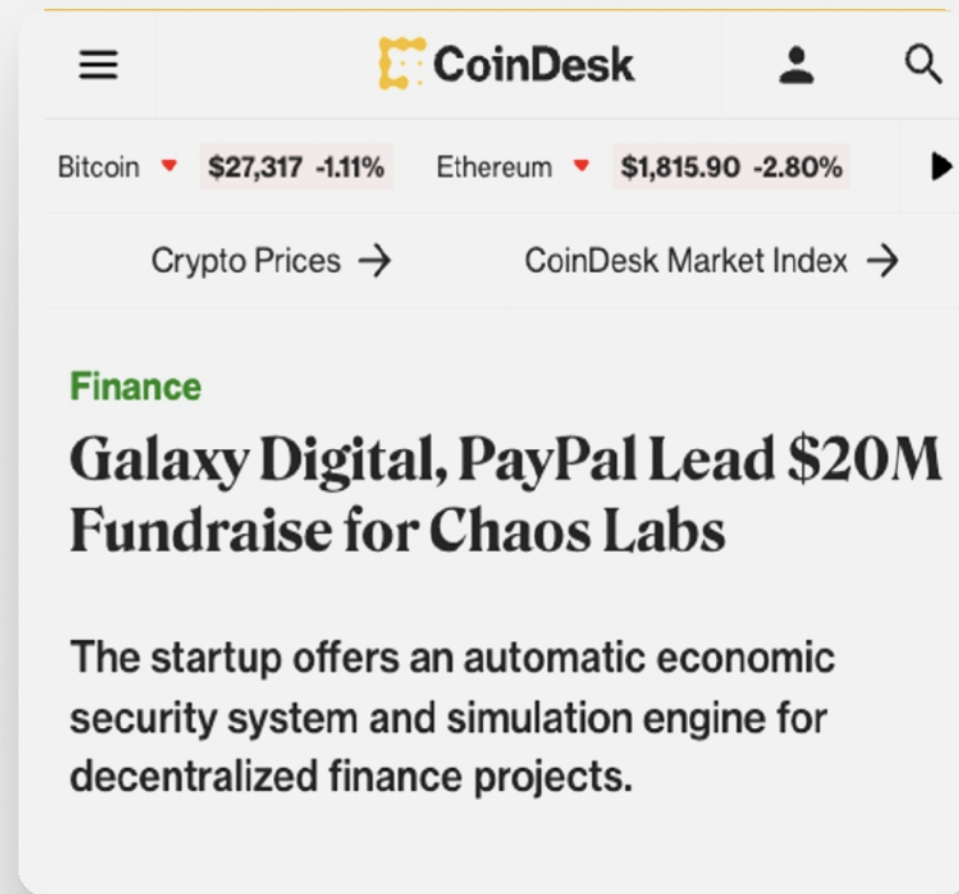 CoinDesk
Bitcoin $27,317 -1.11% Ethereum $1,815.90 -2.80%
Crypto Prices → CoinDesk Market Index →
Finance
Galaxy Digital, PayPal Lead $20M
Fundraise for Chaos Labs
The startup offers an automatic economic
security system and simulation engine for
decentralized finance projects.